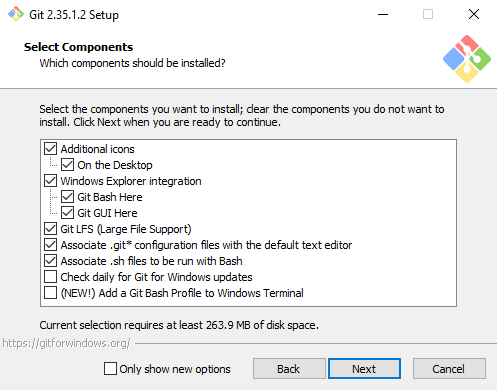 Git 2.35.1.2 Setup
Select Components
Which components should be installed?
Select the components you want to install; clear the components you do not want to
install. Click Next when you are ready to continue.
Additional icons
On the Desktop
Windows Explorer integration
Git Bash Here
Git GUI Here
Git LFS (Large File Support)
Associate .git* configuration files with the default text editor
Associate .sh files to be run with Bash
Check daily for Git for Windows updates
(NEW!) Add a Git Bash Profile to Windows Terminal
Current selection requires at least 263.9 MB of disk space.
https://gitforwindows.org/
Only show new options
Back
Next
Cancel